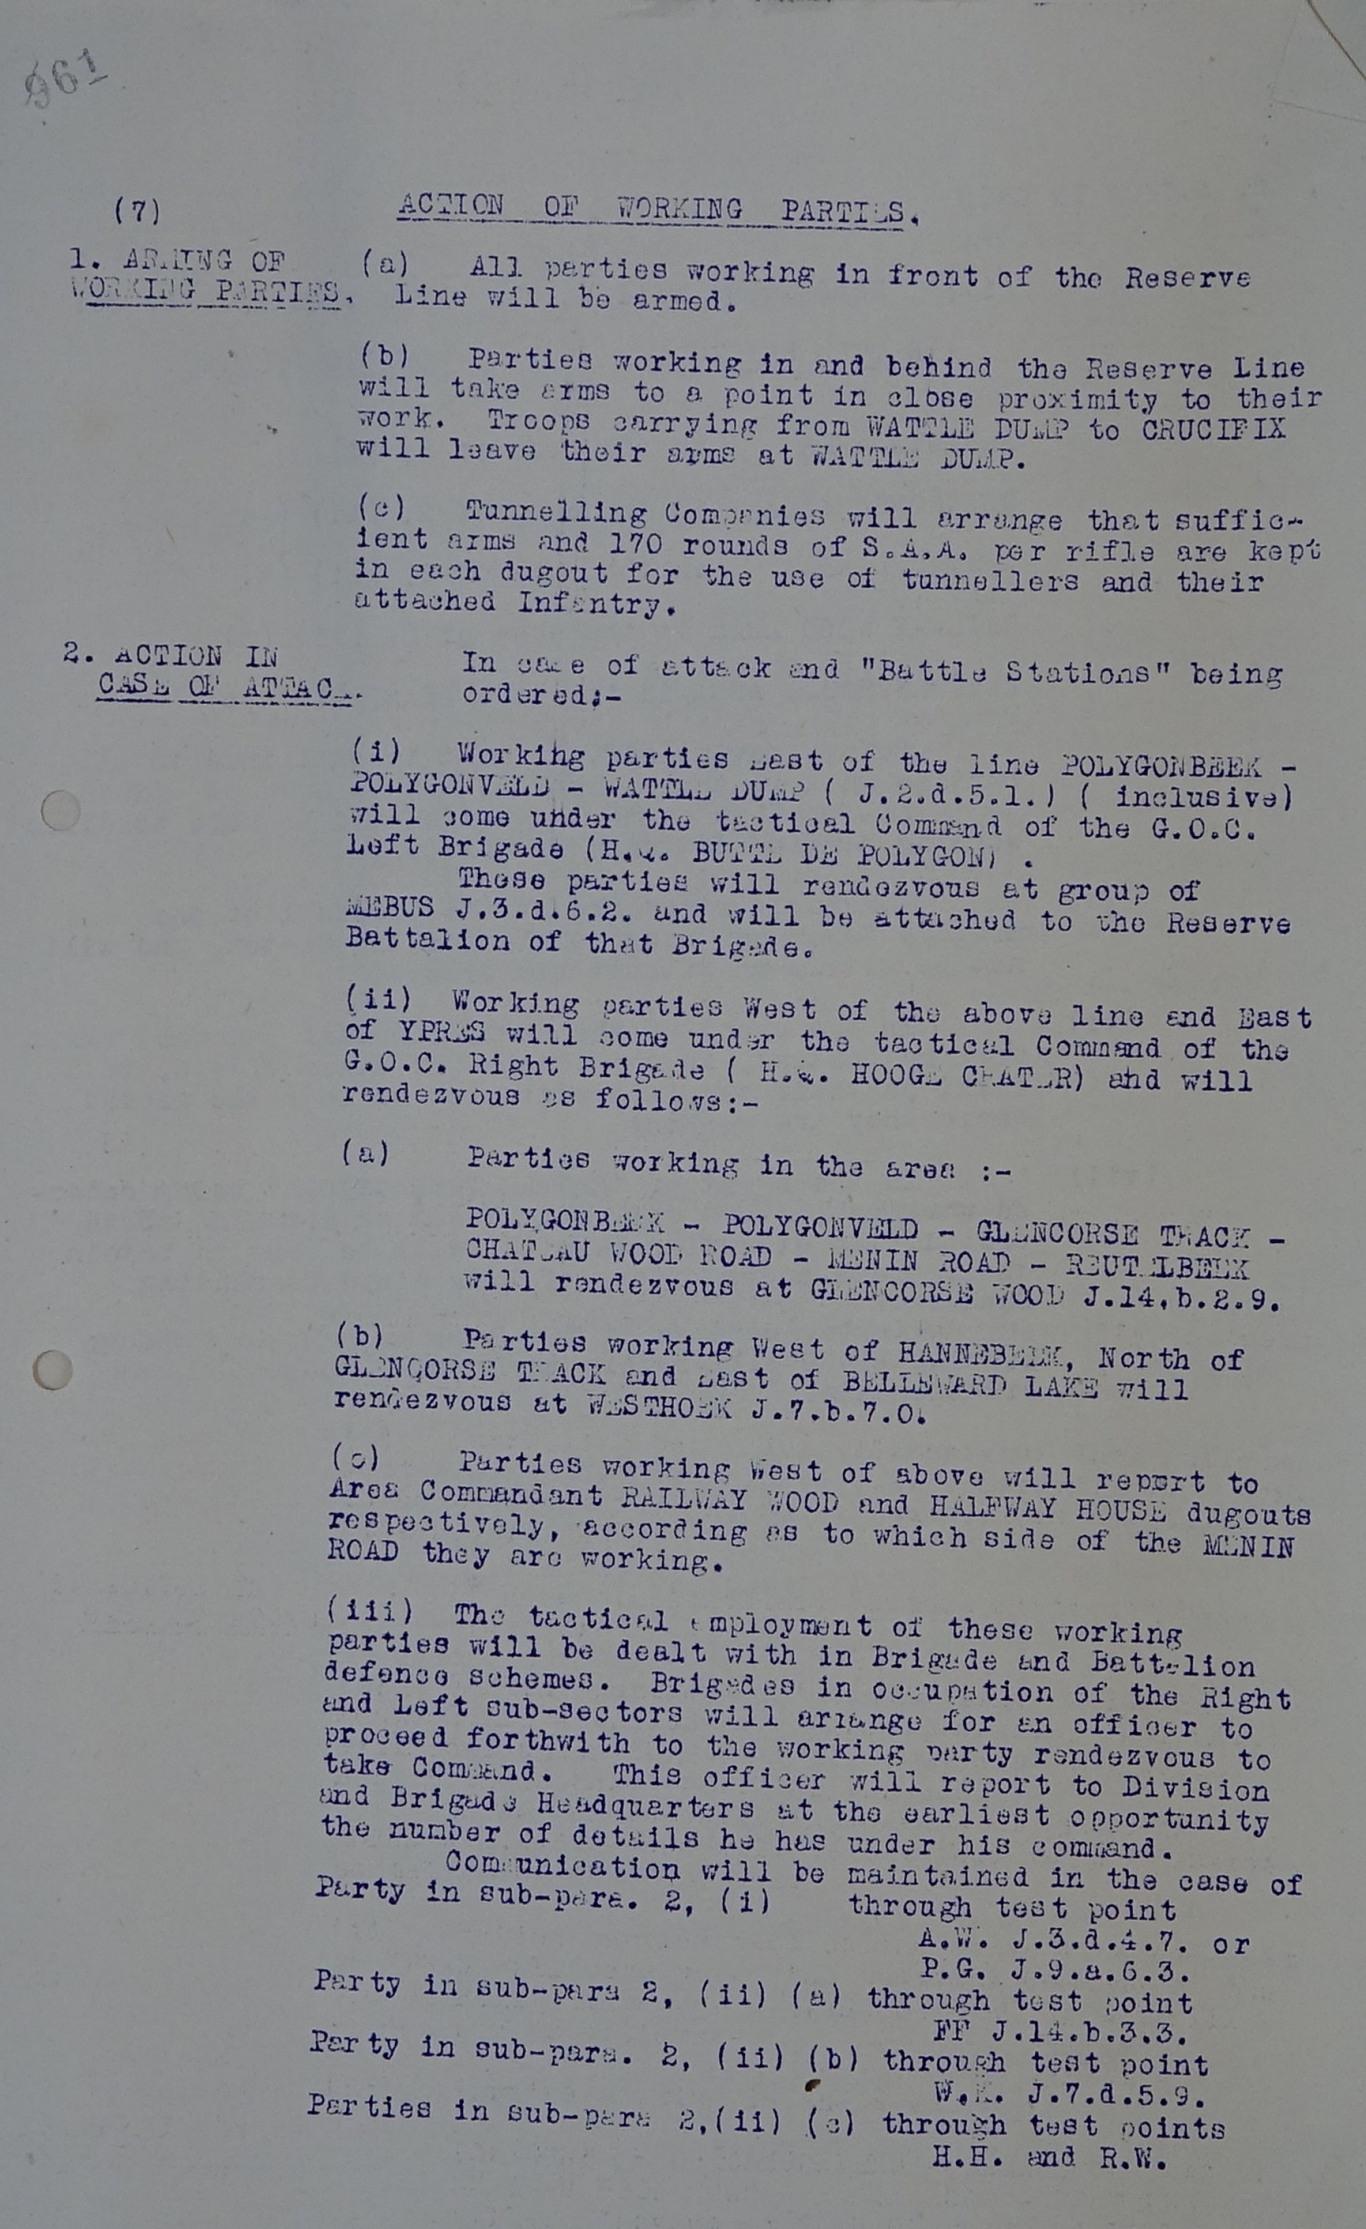 961
(7) ACTION OF WORKING PARTIES.
1. ARMING OF WORKING PARTIES.
(a) All parties working in front of the Reserve
Line will be armed.
(b) Parties working in and behind the Reserve Line
will take arms to a point in close proximity to their
work. Troops carrying from WATTLE DUMP to CRUCIFIX
will leave their arms at WATTLE DUMP.
(c) Tunnelling Companies will arrange that suffic-
ient arms and 170 rounds of S.A.A. per rifle are kept
in each dugout for the use of tunnellers and their
attached Infantry.
2. ACTION IN
CASE OF ATTACK.
In case of attack and "Battle Stations" being
ordered:-
(i) Working parties East of the line POLYGONBEEK -
POLYGONVELD - WATTLE DUMP ( J.2.d.5.1.) ( inclusive)
will come under the tactical Command of the G.O.C.
Left Brigade (H.Q. BUTTE DE POLYGON) .
These parties will rendezvous at group of
MEBUS J.3.d.6.2. and will be attached to the Reserve
Battalion of that Brigade.
(ii) Working parties West of the above line and East
of YPRES will come under the tactical Command of the
G.O.C. Right Brigade ( H.Q. HOOGE CRATER) and will
rendezvous as follows:-
(a) Parties working in the area :-
POLYGONBEEK - POLYGONVELD - GLENCORSE TRACK -
CHATEAU WOOD ROAD - MENIN ROAD - REUTELBEEK
will rendezvous at GLENCORSE WOOD J.14.b.2.9.
(b) Parties working West of HANNEBEEK, North of
GLENCORSE TRACK and East of BELLEWARD LAKE will
rendezvous at WESTHOEK J.7.b.7.0.
(c) Parties working West of above will report to
Area Commandant RAILWAY WOOD and HALFWAY HOUSE dugouts
respectively, according as to which side of the MENIN
ROAD they are working.
(iii) The tactical employment of these working
parties will be dealt with in Brigade and Battalion
defence schemes. Brigades in occupation of the Right
and Left sub-sectors will arrange for an officer to
proceed forthwith to the working party rendezvous to
take Command. This officer will report to Division
and Brigade Headquarters at the earliest opportunity
the number of details he has under his command.
Communication will be maintained in the case of
Party in sub-para. 2, (i) through test point
A.W. J.3.d.4.7. or
P.G. J.9.a.6.3.
Party in sub-para 2, (ii) (a) through test point
FF J.14.b.3.3.
Party in sub-para. 2, (ii) (b) through test point
W.K. J.7.d.5.9.
Parties in sub-para 2,(ii) (c) through test points
H.H. and R.W.